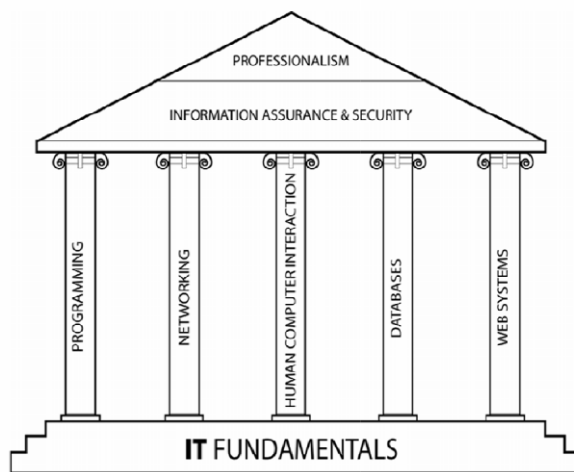 PROFESSIONALISM
INFORMATION ASSURANCE & SECURITY
PROGRAMMING
NETWORKING
HUMAN COMPUTER INTERACTION
DATABASES
WEB SYSTEMS
IT FUNDAMENTALS